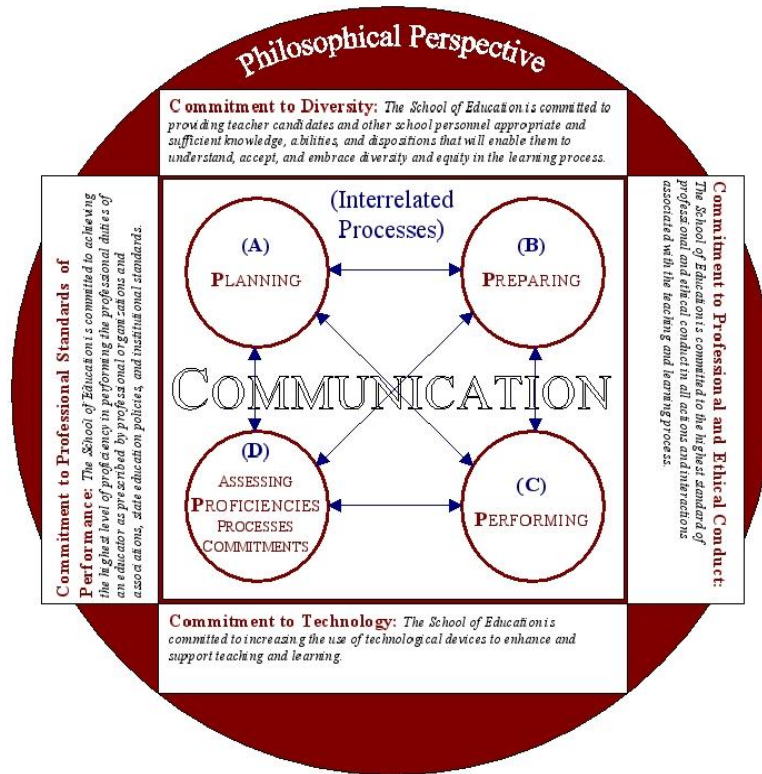 Philosophical Perspective
Commitment to Diversity: The School of Education is committed to
providing teacher candidates and other school personnel appropriate and
sufficient knowledge, abilities, and dispositions that will enable them to
understand, accept, and embrace diversity and equity in the learning process.
Commitment to Professional Standards of
Performance: The School of Education is committed to achieving
the highest level of proficiency in performing the professional duties of
an educator as prescribed by professional organizations and
associations, state education policies, and institutional standards.
(Interrelated
Processes)
(A)
PLANNING
(B)
PREPARING
COMMUNICATION
(D)
ASSESSING
PROFICIENCIES
PROCESSES
COMMITMENTS
(C)
PERFORMING
Commitment to Professional and Ethical Conduct:
The School of Education is committed to the highest standard of
professional and ethical conduct in all actions and interactions
associated with the teaching and learning process.
Commitment to Technology: The School of Education is
committed to increasing the use of technological devices to enhance and
support teaching and learning.